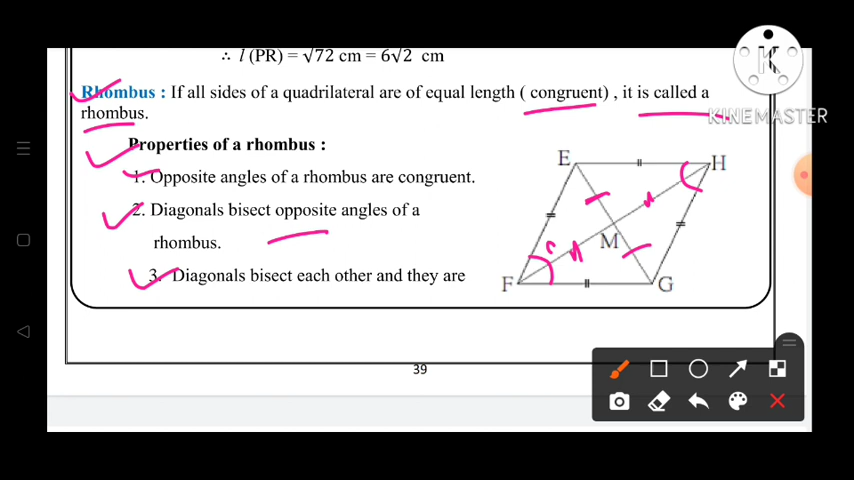 ∴ l (PR) = √72 cm = 6√2 cm
Rhombus : If all sides of a quadrilateral are of equal length ( congruent) , it is called a
rhombus.
Properties of a rhombus :
1. Opposite angles of a rhombus are congruent.
2. Diagonals bisect opposite angles of a
rhombus.
3. Diagonals bisect each other and they are
E
H
M
F
G
39
K
KINEMASTER